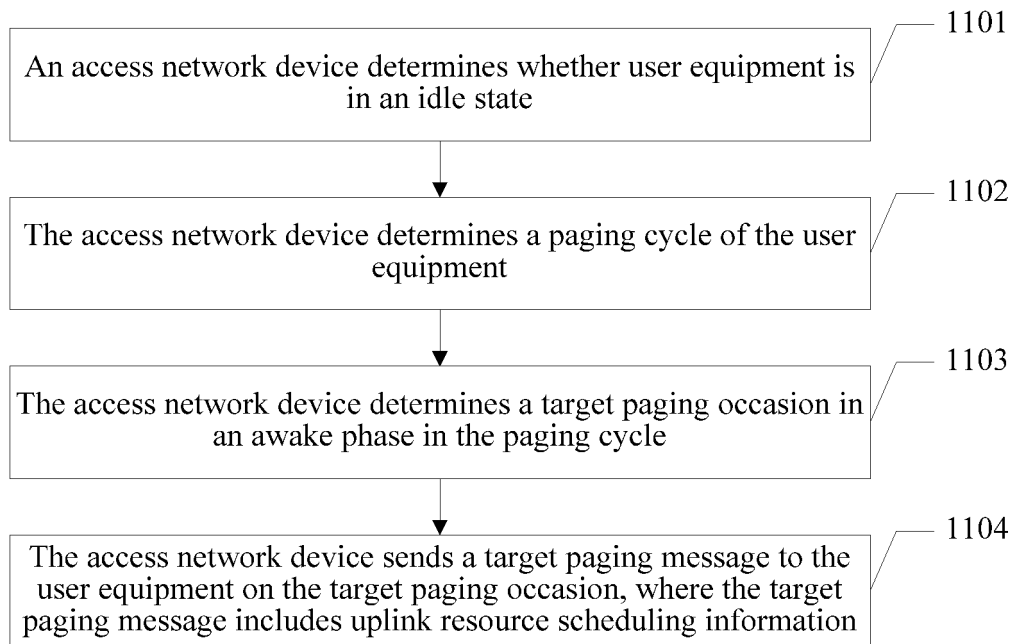 1101
An access network device determines whether user equipment is
in an idle state
1102
The access network device determines a paging cycle of the user
equipment
1103
The access network device determines a target paging occasion in
an awake phase in the paging cycle
1104
The access network device sends a target paging message to the
user equipment on the target paging occasion, where the target
paging message includes uplink resource scheduling information